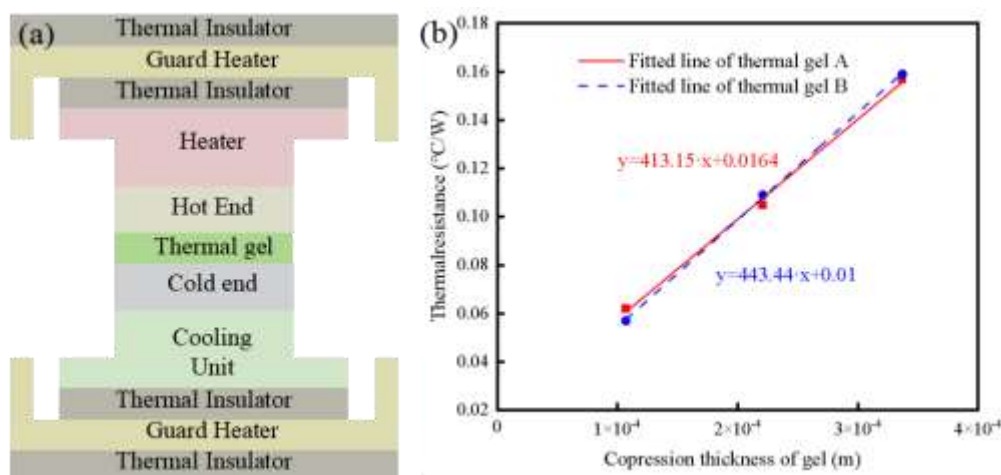 (a)
Thermal Insulator
Guard Heater
Thermal Insulator
Heater
Hot End
Thermal gel
Cold end
Cooling
Unit
Thermal Insulator
Guard Heater
Thermal Insulator
(b)
Fitted line of thermal gel A
Fitted line of thermal gel B
y=413.15·x+0.0164
y=443.44·x+0.01
Thermalresistance (°C/W)
0.18
0.16
0.14
0.12
0.10
0.08
0.06
0.04
0.02
0
1×10⁻⁴
2×10⁻⁴
3×10⁻⁴
4×10⁻⁴
Copression thickness of gel (m)